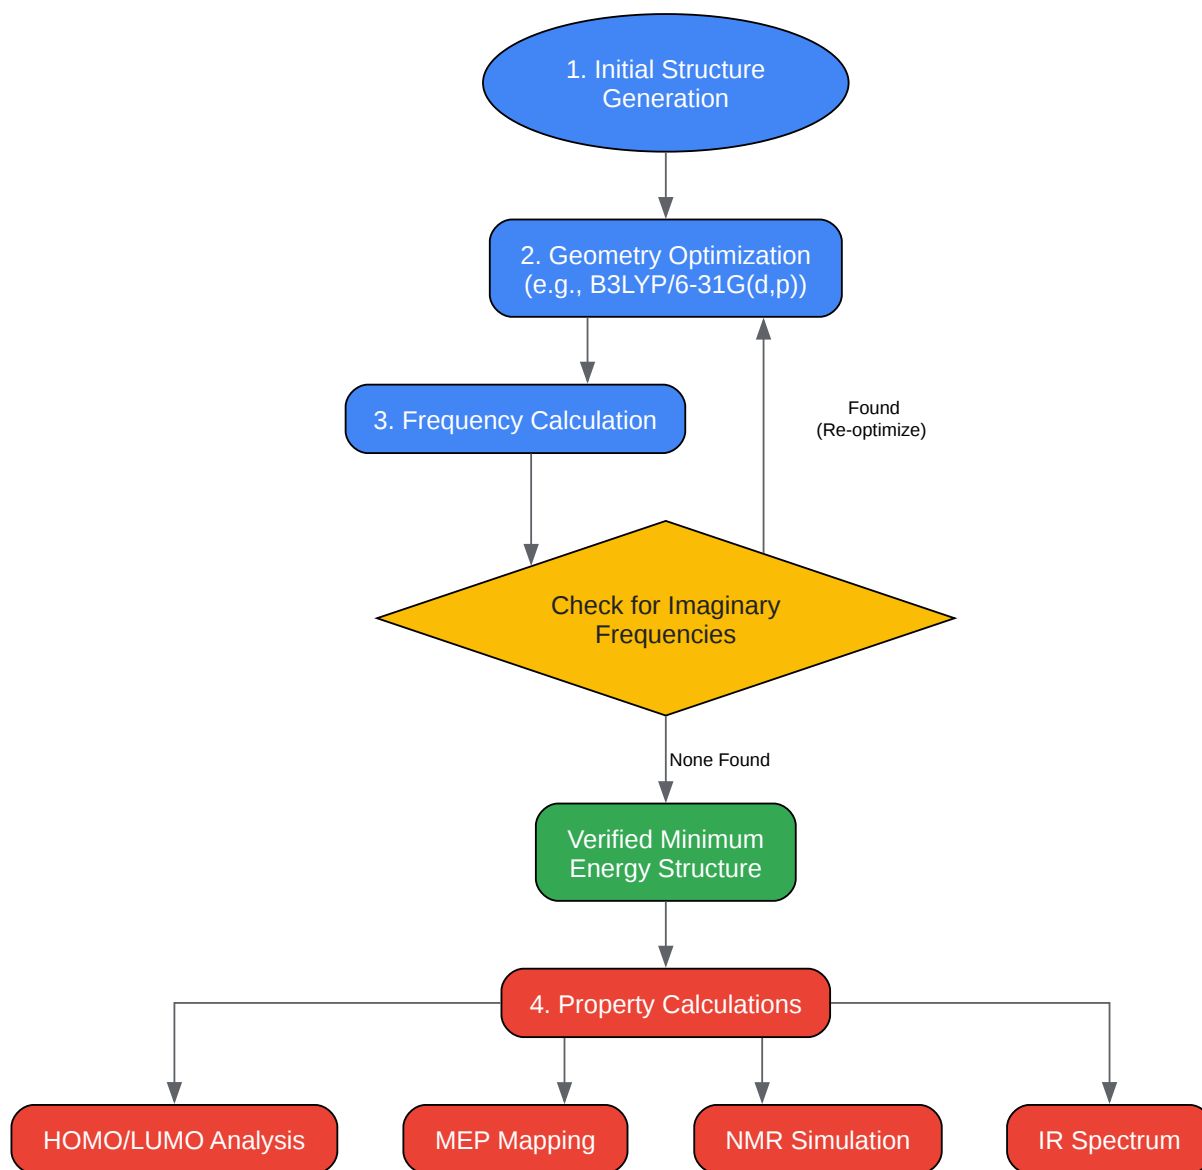 1. Initial Structure
Generation
2. Geometry Optimization
(e.g., B3LYP/6-31G(d,p))
3. Frequency Calculation
Found
(Re-optimize)
Check for Imaginary
Frequencies
None Found
Verified Minimum
Energy Structure
4. Property Calculations
HOMO/LUMO Analysis
MEP Mapping
NMR Simulation
IR Spectrum